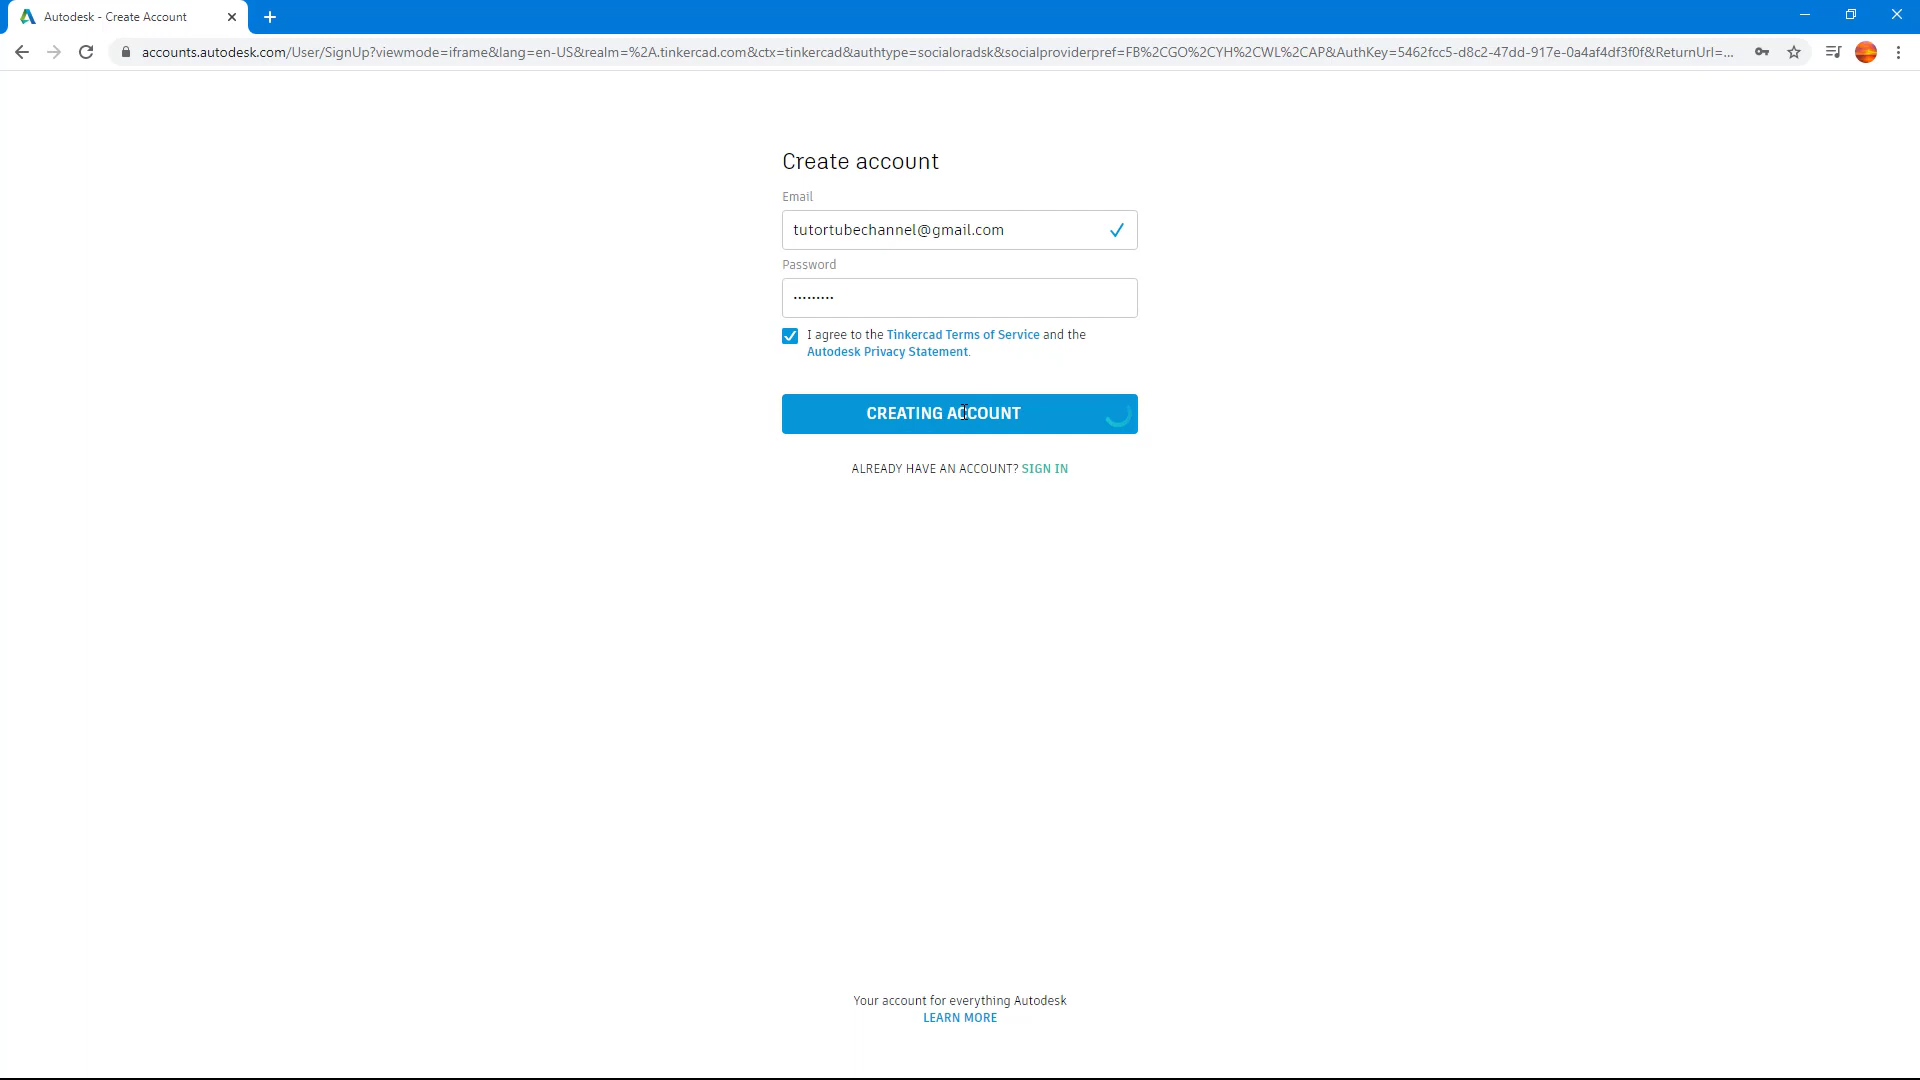 Autodesk - Create Account
accounts.autodesk.com/User/SignUp?viewmode=iframe&lang=en-US&realm=%2A.tinkercad.com&ctx=tinkercad&authtype=socialoradsk&socialproviderpref=FB%2CGO%2CYH%2CWL%2CAP&AuthKey=5462fcc5-d8c2-47dd-917e-0a4af4df3f0f&ReturnUrl=...
Create account
Email
tutortubechannel@gmail.com
Password
•••••••••
I agree to the Tinkercad Terms of Service and the
Autodesk Privacy Statement.
CREATING ACCOUNT
ALREADY HAVE AN ACCOUNT? SIGN IN
Your account for everything Autodesk
LEARN MORE